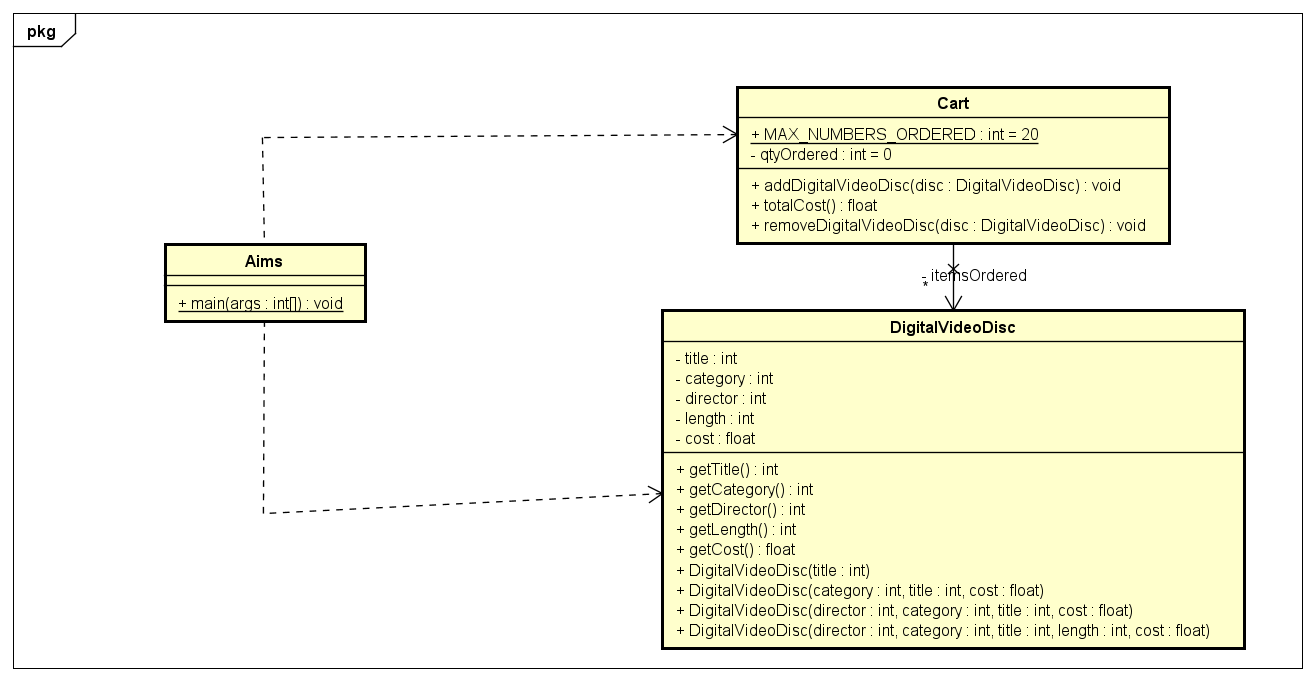 pkg
Cart
+ MAX_NUMBERS_ORDERED : int = 20
- qtyOrdered : int = 0
+ addDigitalVideoDisc(disc : DigitalVideoDisc) : void
+ totalCost() : float
+ removeDigitalVideoDisc(disc : DigitalVideoDisc) : void
Aims
+ main(args : int[]) : void
- itemsOrdered
*
DigitalVideoDisc
- title : int
- category : int
- director : int
- length : int
- cost : float
+ getTitle() : int
+ getCategory() : int
+ getDirector() : int
+ getLength() : int
+ getCost() : float
+ DigitalVideoDisc(title : int)
+ DigitalVideoDisc(category : int, title : int, cost : float)
+ DigitalVideoDisc(director : int, category : int, title : int, cost : float)
+ DigitalVideoDisc(director : int, category : int, title : int, length : int, cost : float)